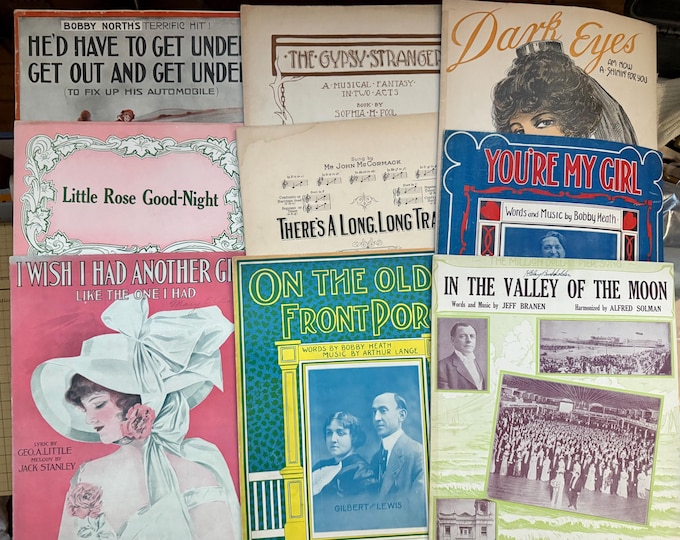 BOBBY NORTH'S TERRIFIC HIT!
HE'D HAVE TO GET UNDER
GET OUT AND GET UNDER
(TO FIX UP HIS AUTOMOBILE)
THE GYPSY STRANGER
A MUSICAL FANTASY
IN TWO ACTS
BOOK BY
SOPHIA M. POOL
Dark Eyes
AM NOW
A-SHININ' FOR YOU
Little Rose Good-Night
Sung by
MR JOHN McCORMACK
THERE'S A LONG, LONG TRA
YOU'RE MY GIRL
Words and Music by Bobby Heath
I WISH I HAD ANOTHER GI
LIKE THE ONE I HAD
LYRIC BY
GEO. A. LITTLE
MELODY BY
JACK STANLEY
ON THE OLD
FRONT POR
WORDS BY BOBBY HEATH
MUSIC BY ARTHUR LANGE
GILBERT AND LEWIS
IN THE VALLEY OF THE MOON
Words and Music by JEFF BRANEN
Harmonized by ALFRED SOLMAN